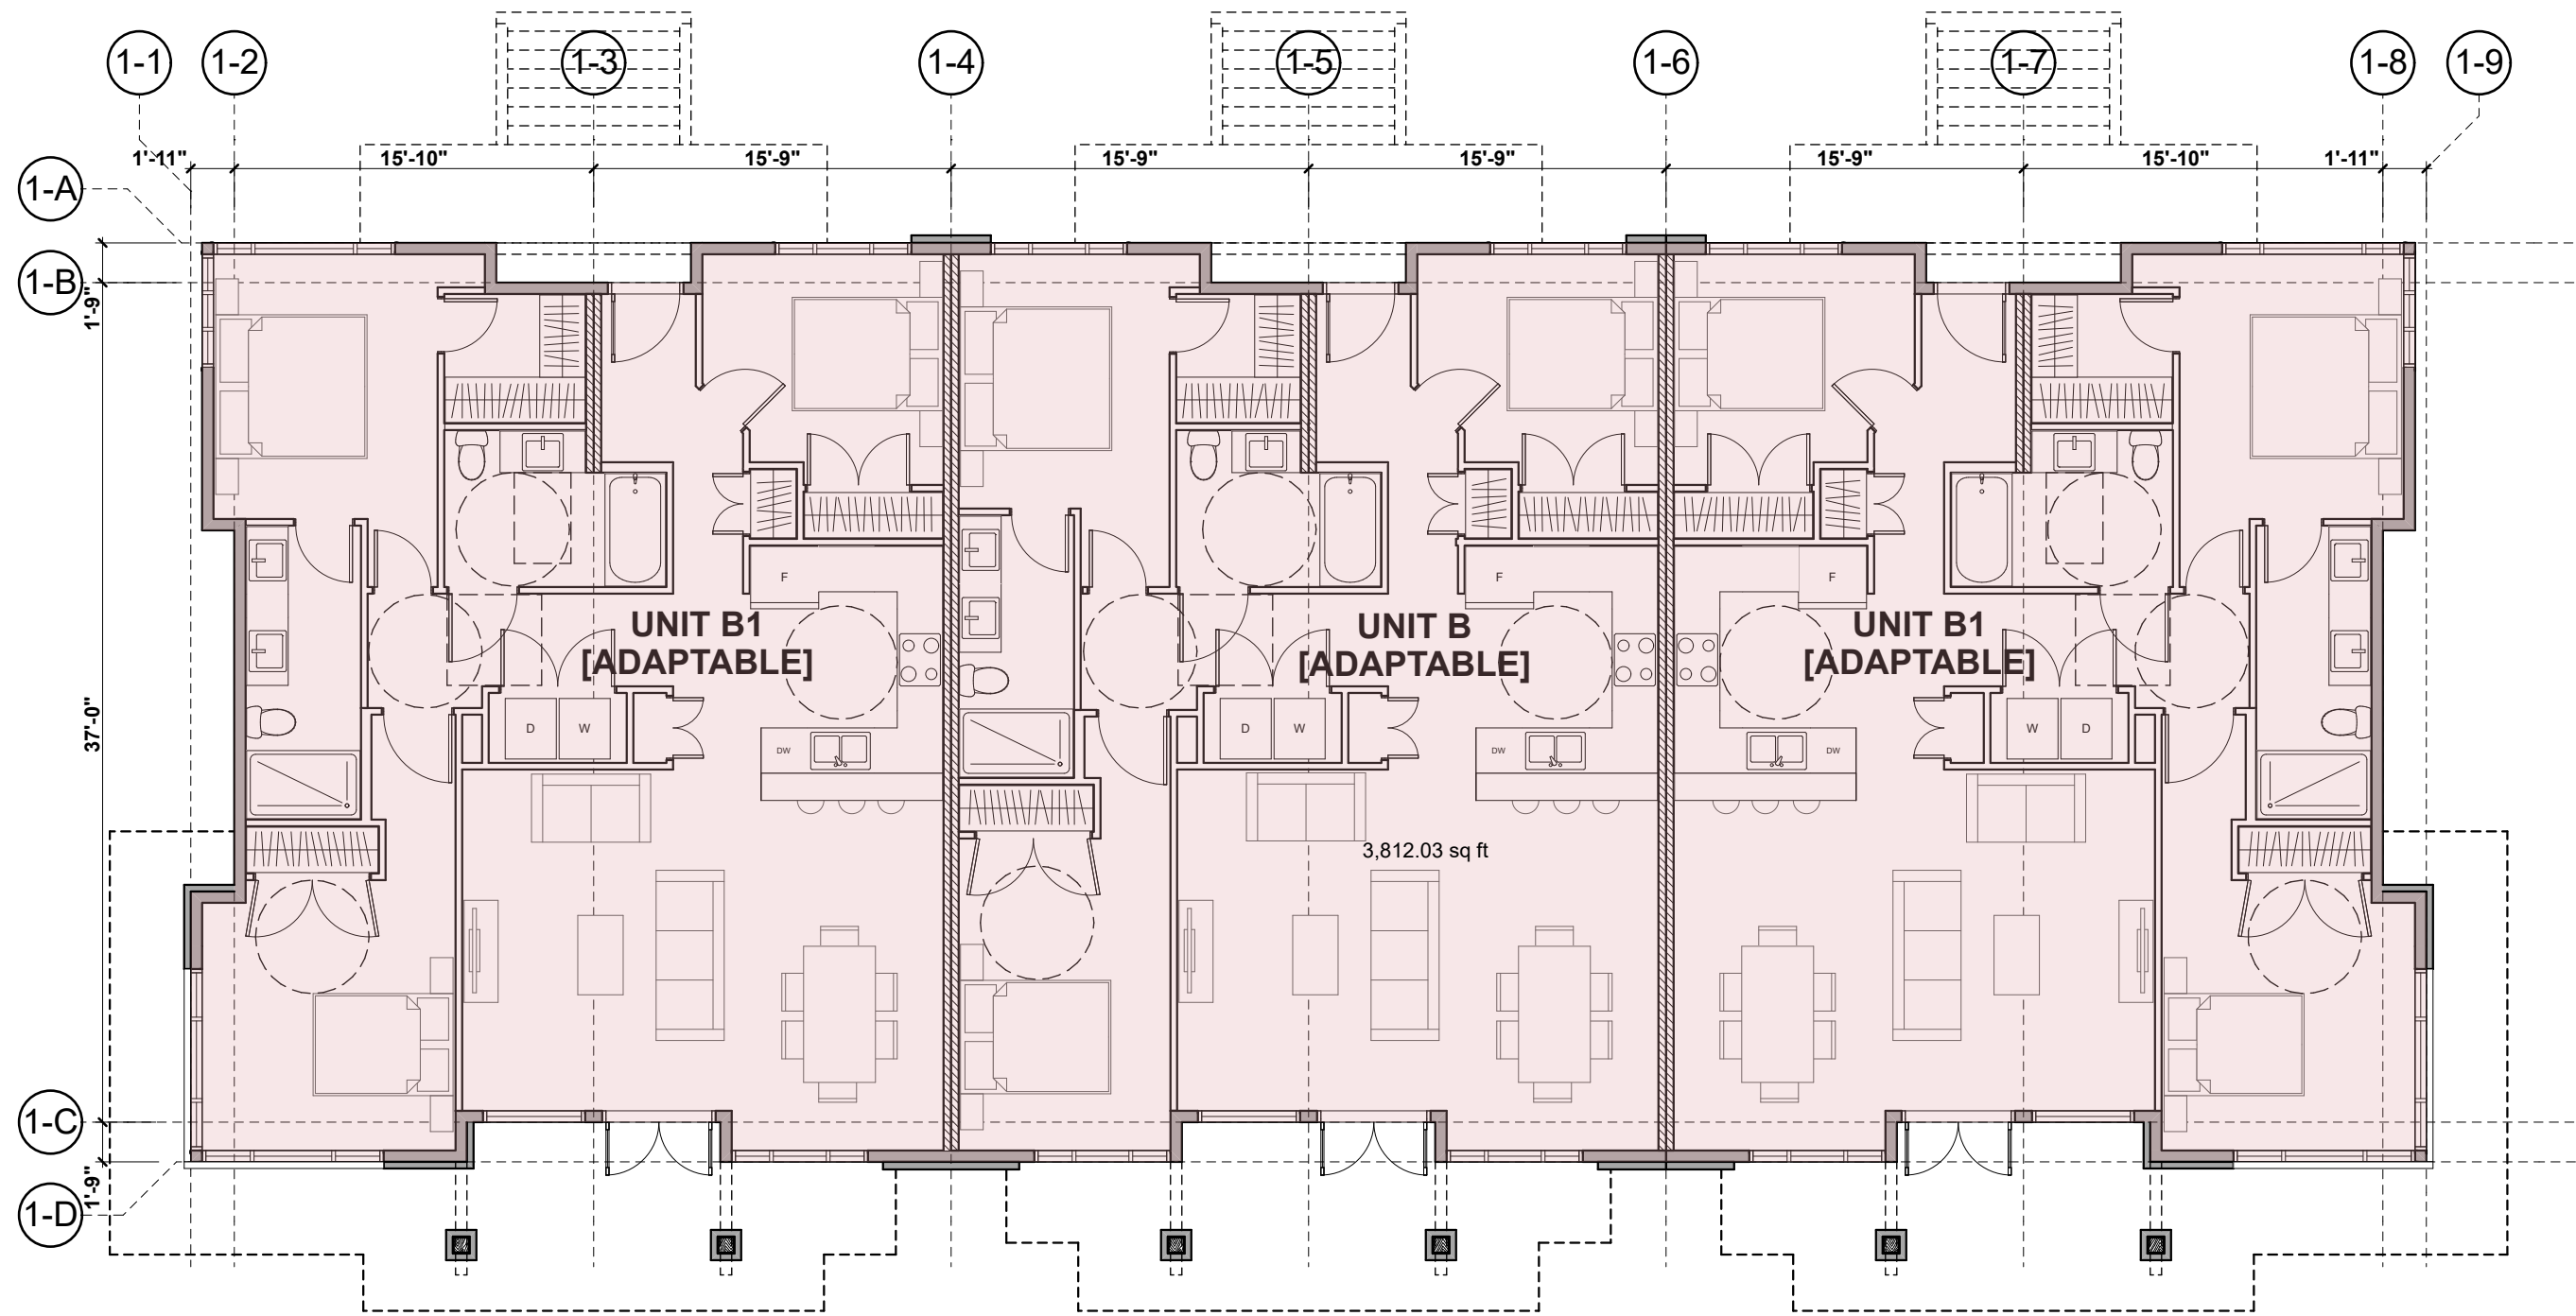 1-1 1-2 1-3 1-4 1-5 1-6 1-7 1-8 1-9
1'-11" 15'-10" 15'-9" 15'-9" 15'-9" 15'-9" 15'-10" 1'-11"
1-A
1-B
1'-9"
F F F
UNIT B1
[ADAPTABLE]
UNIT B
[ADAPTABLE]
UNIT B1
[ADAPTABLE]
37'-0"
D W D W W D
DW DW DW
3,812.03 sq ft
1-C
1'-9"
1-D